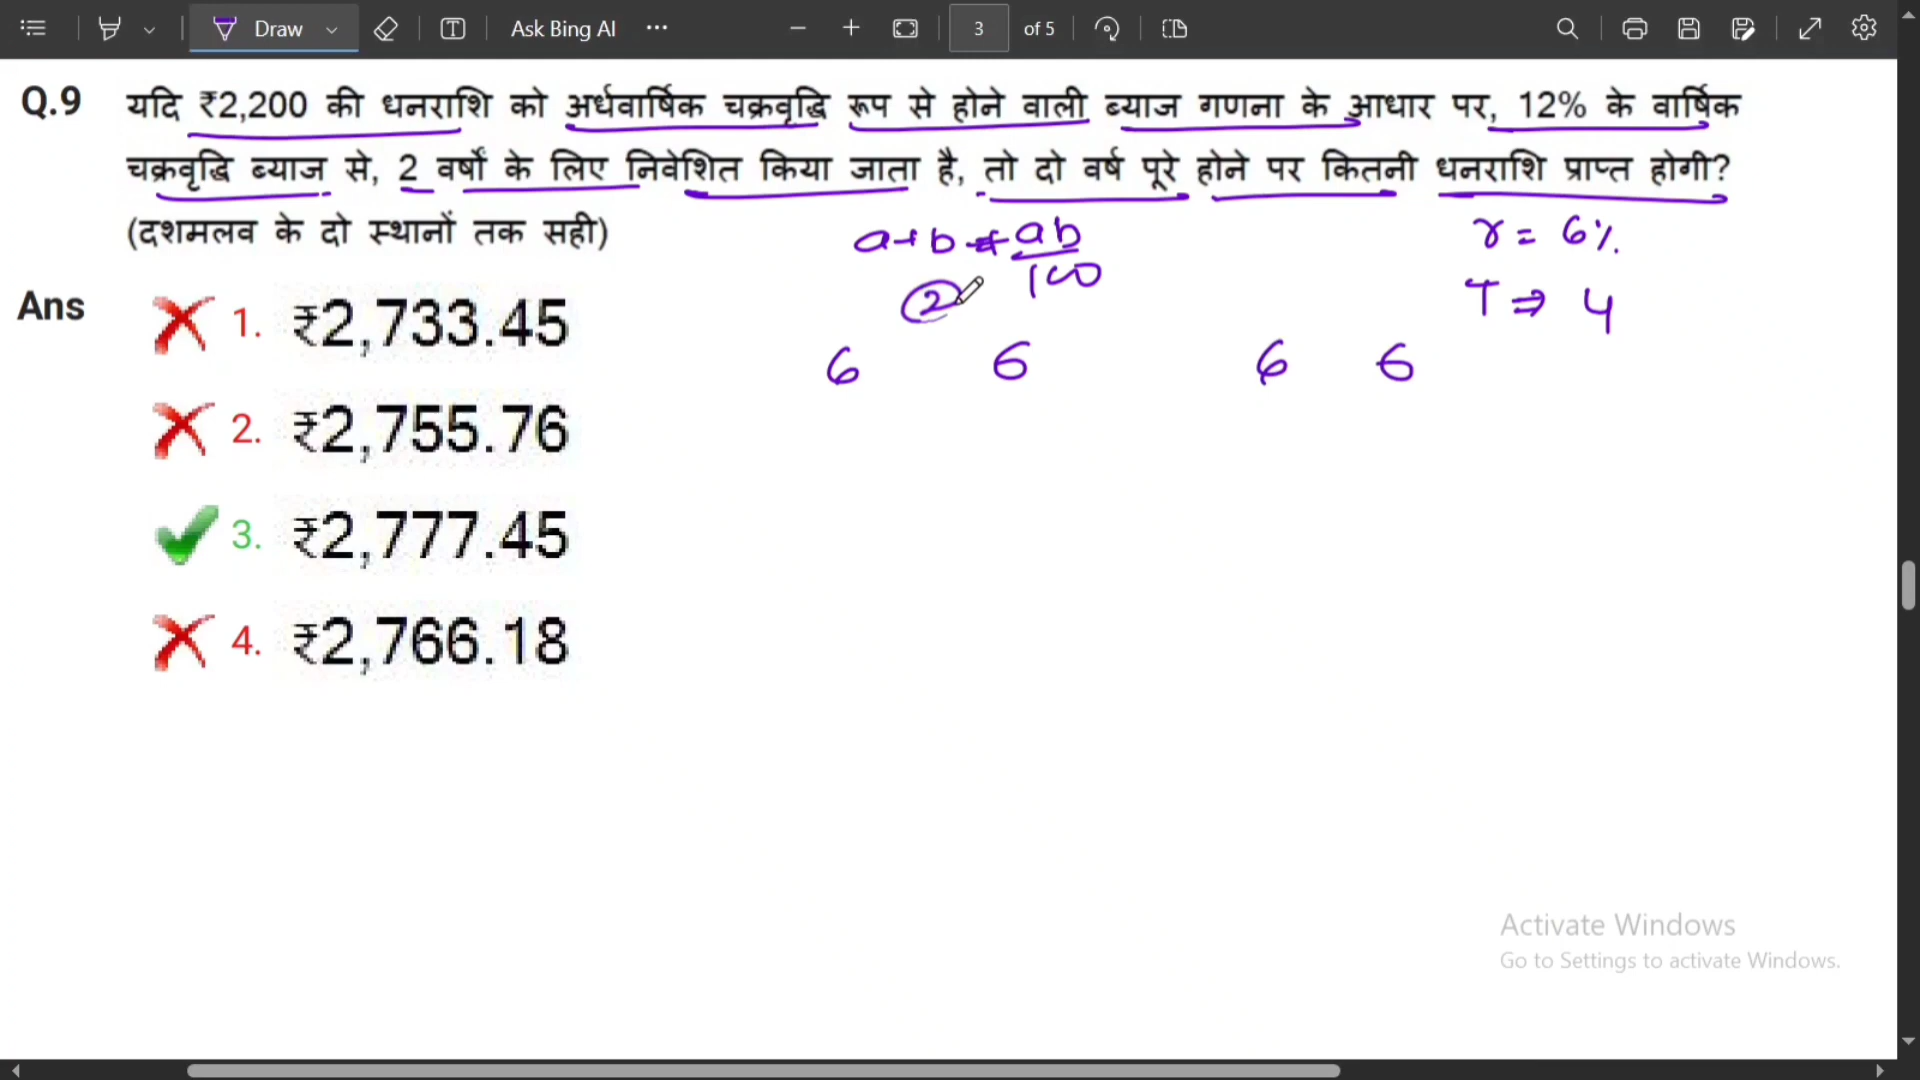 Draw
Ask Bing AI
3 of 5
Q.9 यदि ₹2,200 की धनराशि को अर्धवार्षिक चक्रवृद्धि रूप से होने वाली ब्याज गणना के आधार पर, 12% के वार्षिक
चक्रवृद्धि ब्याज से, 2 वर्षों के लिए निवेशित किया जाता है, तो दो वर्ष पूरे होने पर कितनी धनराशि प्राप्त होगी?
(दशमलव के दो स्थानों तक सही)
a+b+ab/100
r = 6%.
2
T ⇒ 4
6 6 6 6
Ans
1. ₹2,733.45
2. ₹2,755.76
3. ₹2,777.45
4. ₹2,766.18
Activate Windows
Go to Settings to activate Windows.